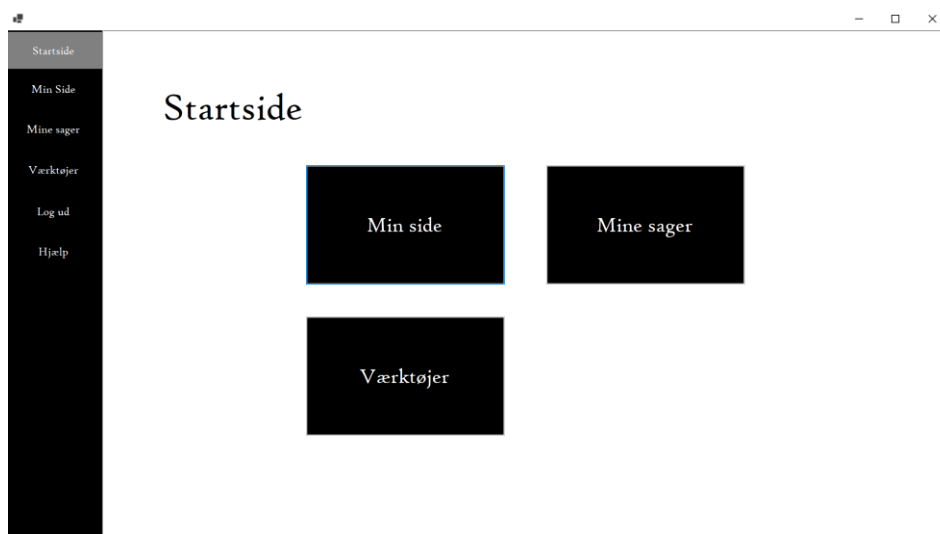 Startside
Min Side
Mine sager
Værktøjer
Log ud
Hjælp
Startside
Min side
Mine sager
Værktøjer